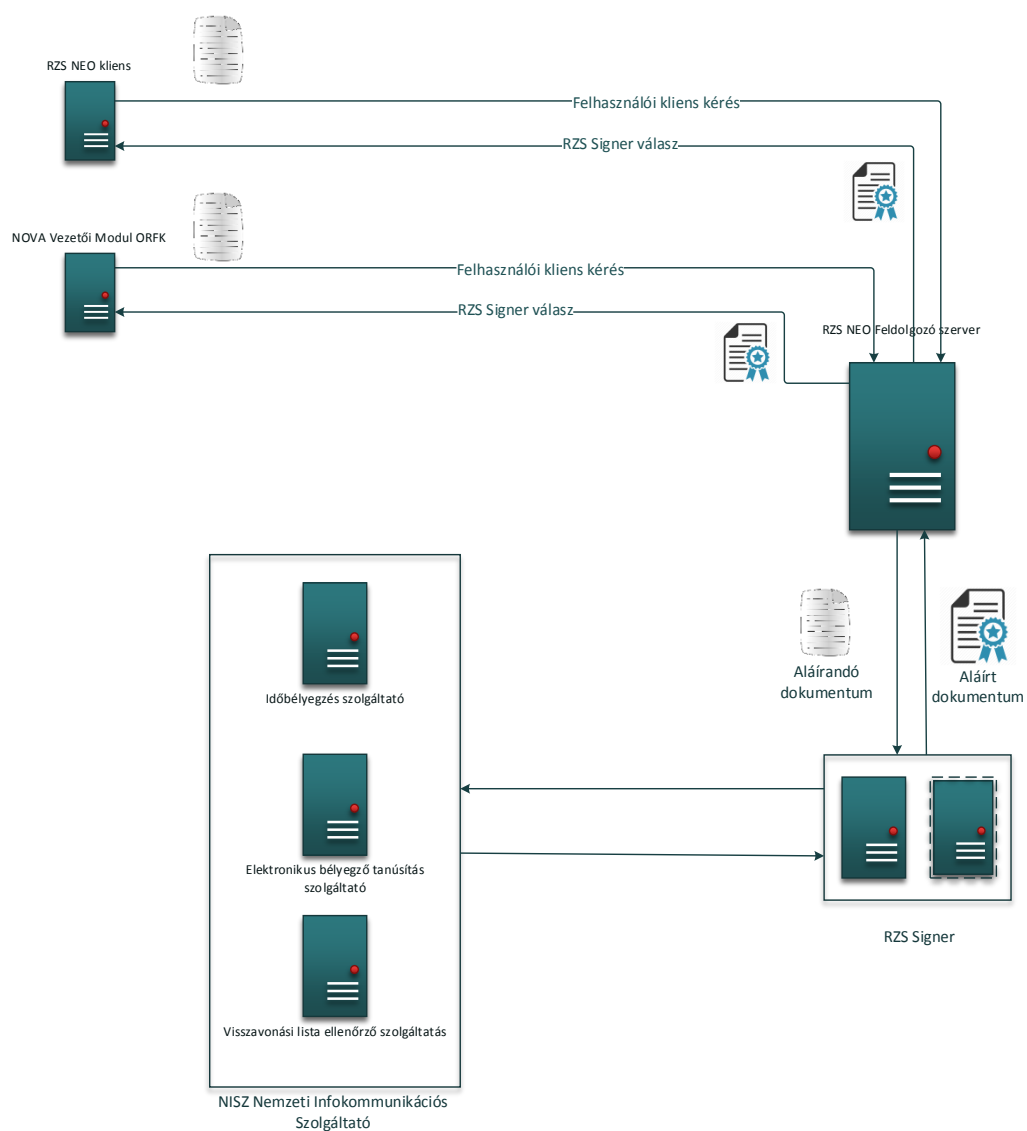 RZS NEO kliens
Felhasználói kliens kérés
RZS Signer válasz
NOVA Vezetői Modul ORFK
Felhasználói kliens kérés
RZS Signer válasz
RZS NEO Feldolgozó szerver
Aláírandó
dokumentum
Aláírt
dokumentum
Időbélyegzés szolgáltató
Elektronikus bélyegző tanúsítás
szolgáltató
Visszavonási lista ellenőrző szolgáltatás
RZS Signer
NISZ Nemzeti Infokommunikációs
Szolgáltató